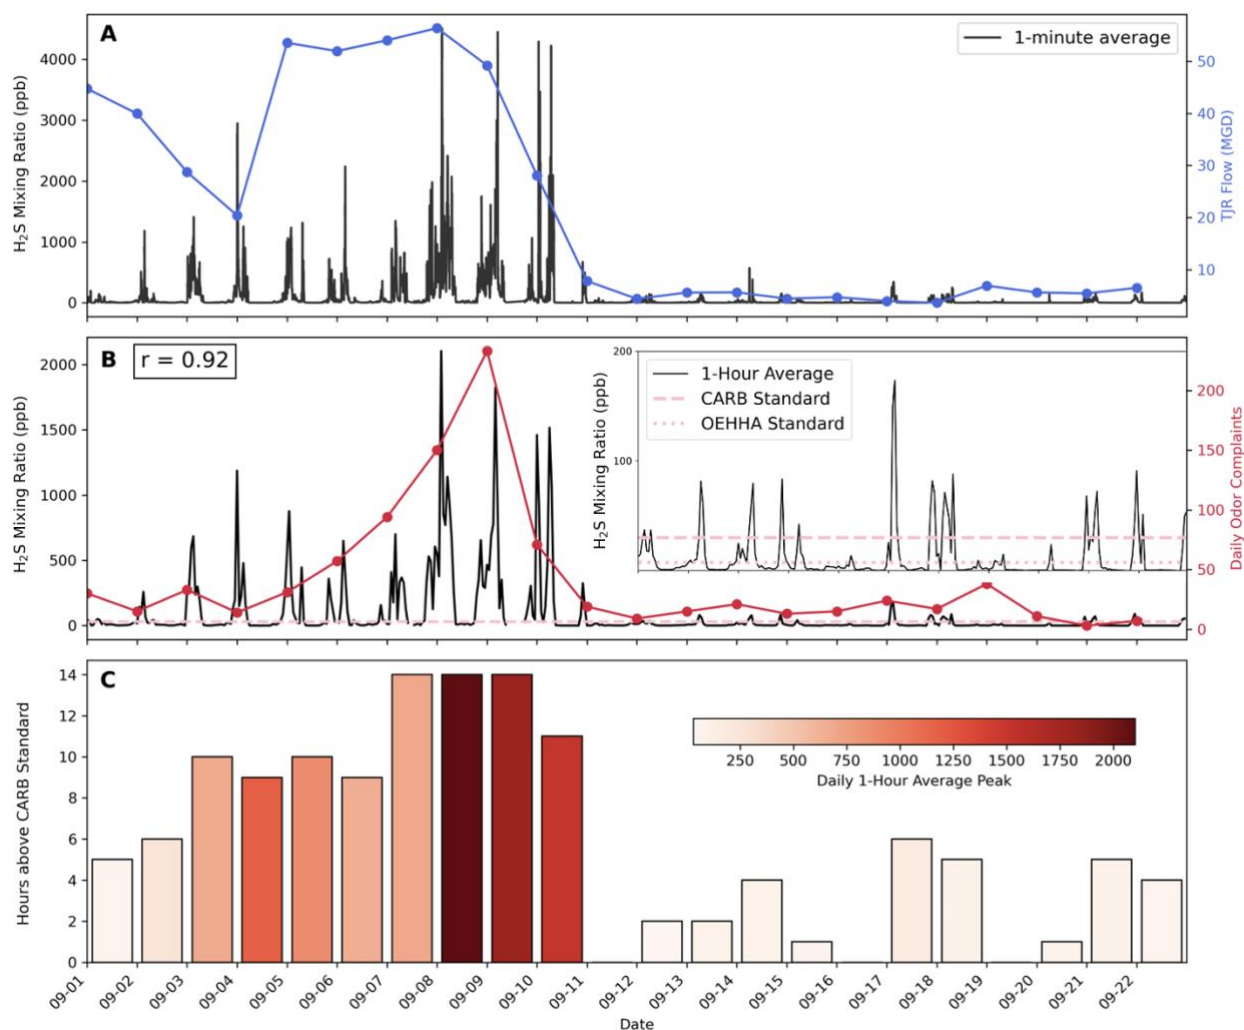 A
1-minute average
H₂S Mixing Ratio (ppb)
4000
3000
2000
1000
0
50
40
30
20
10
TJR Flow (MGD)
B
r = 0.92
H₂S Mixing Ratio (ppb)
2000
1500
1000
500
0
200
100
H₂S Mixing Ratio (ppb)
1-Hour Average
CARB Standard
OEHHA Standard
200
150
100
50
0
Daily Odor Complaints
C
Hours above CARB Standard
14
12
10
8
6
4
2
0
250 500 750 1000 1250 1500 1750 2000
Daily 1-Hour Average Peak
09-01 09-02 09-03 09-04 09-05 09-06 09-07 09-08 09-09 09-10 09-11 09-12 09-13 09-14 09-15 09-16 09-17 09-18 09-19 09-20 09-21 09-22
Date